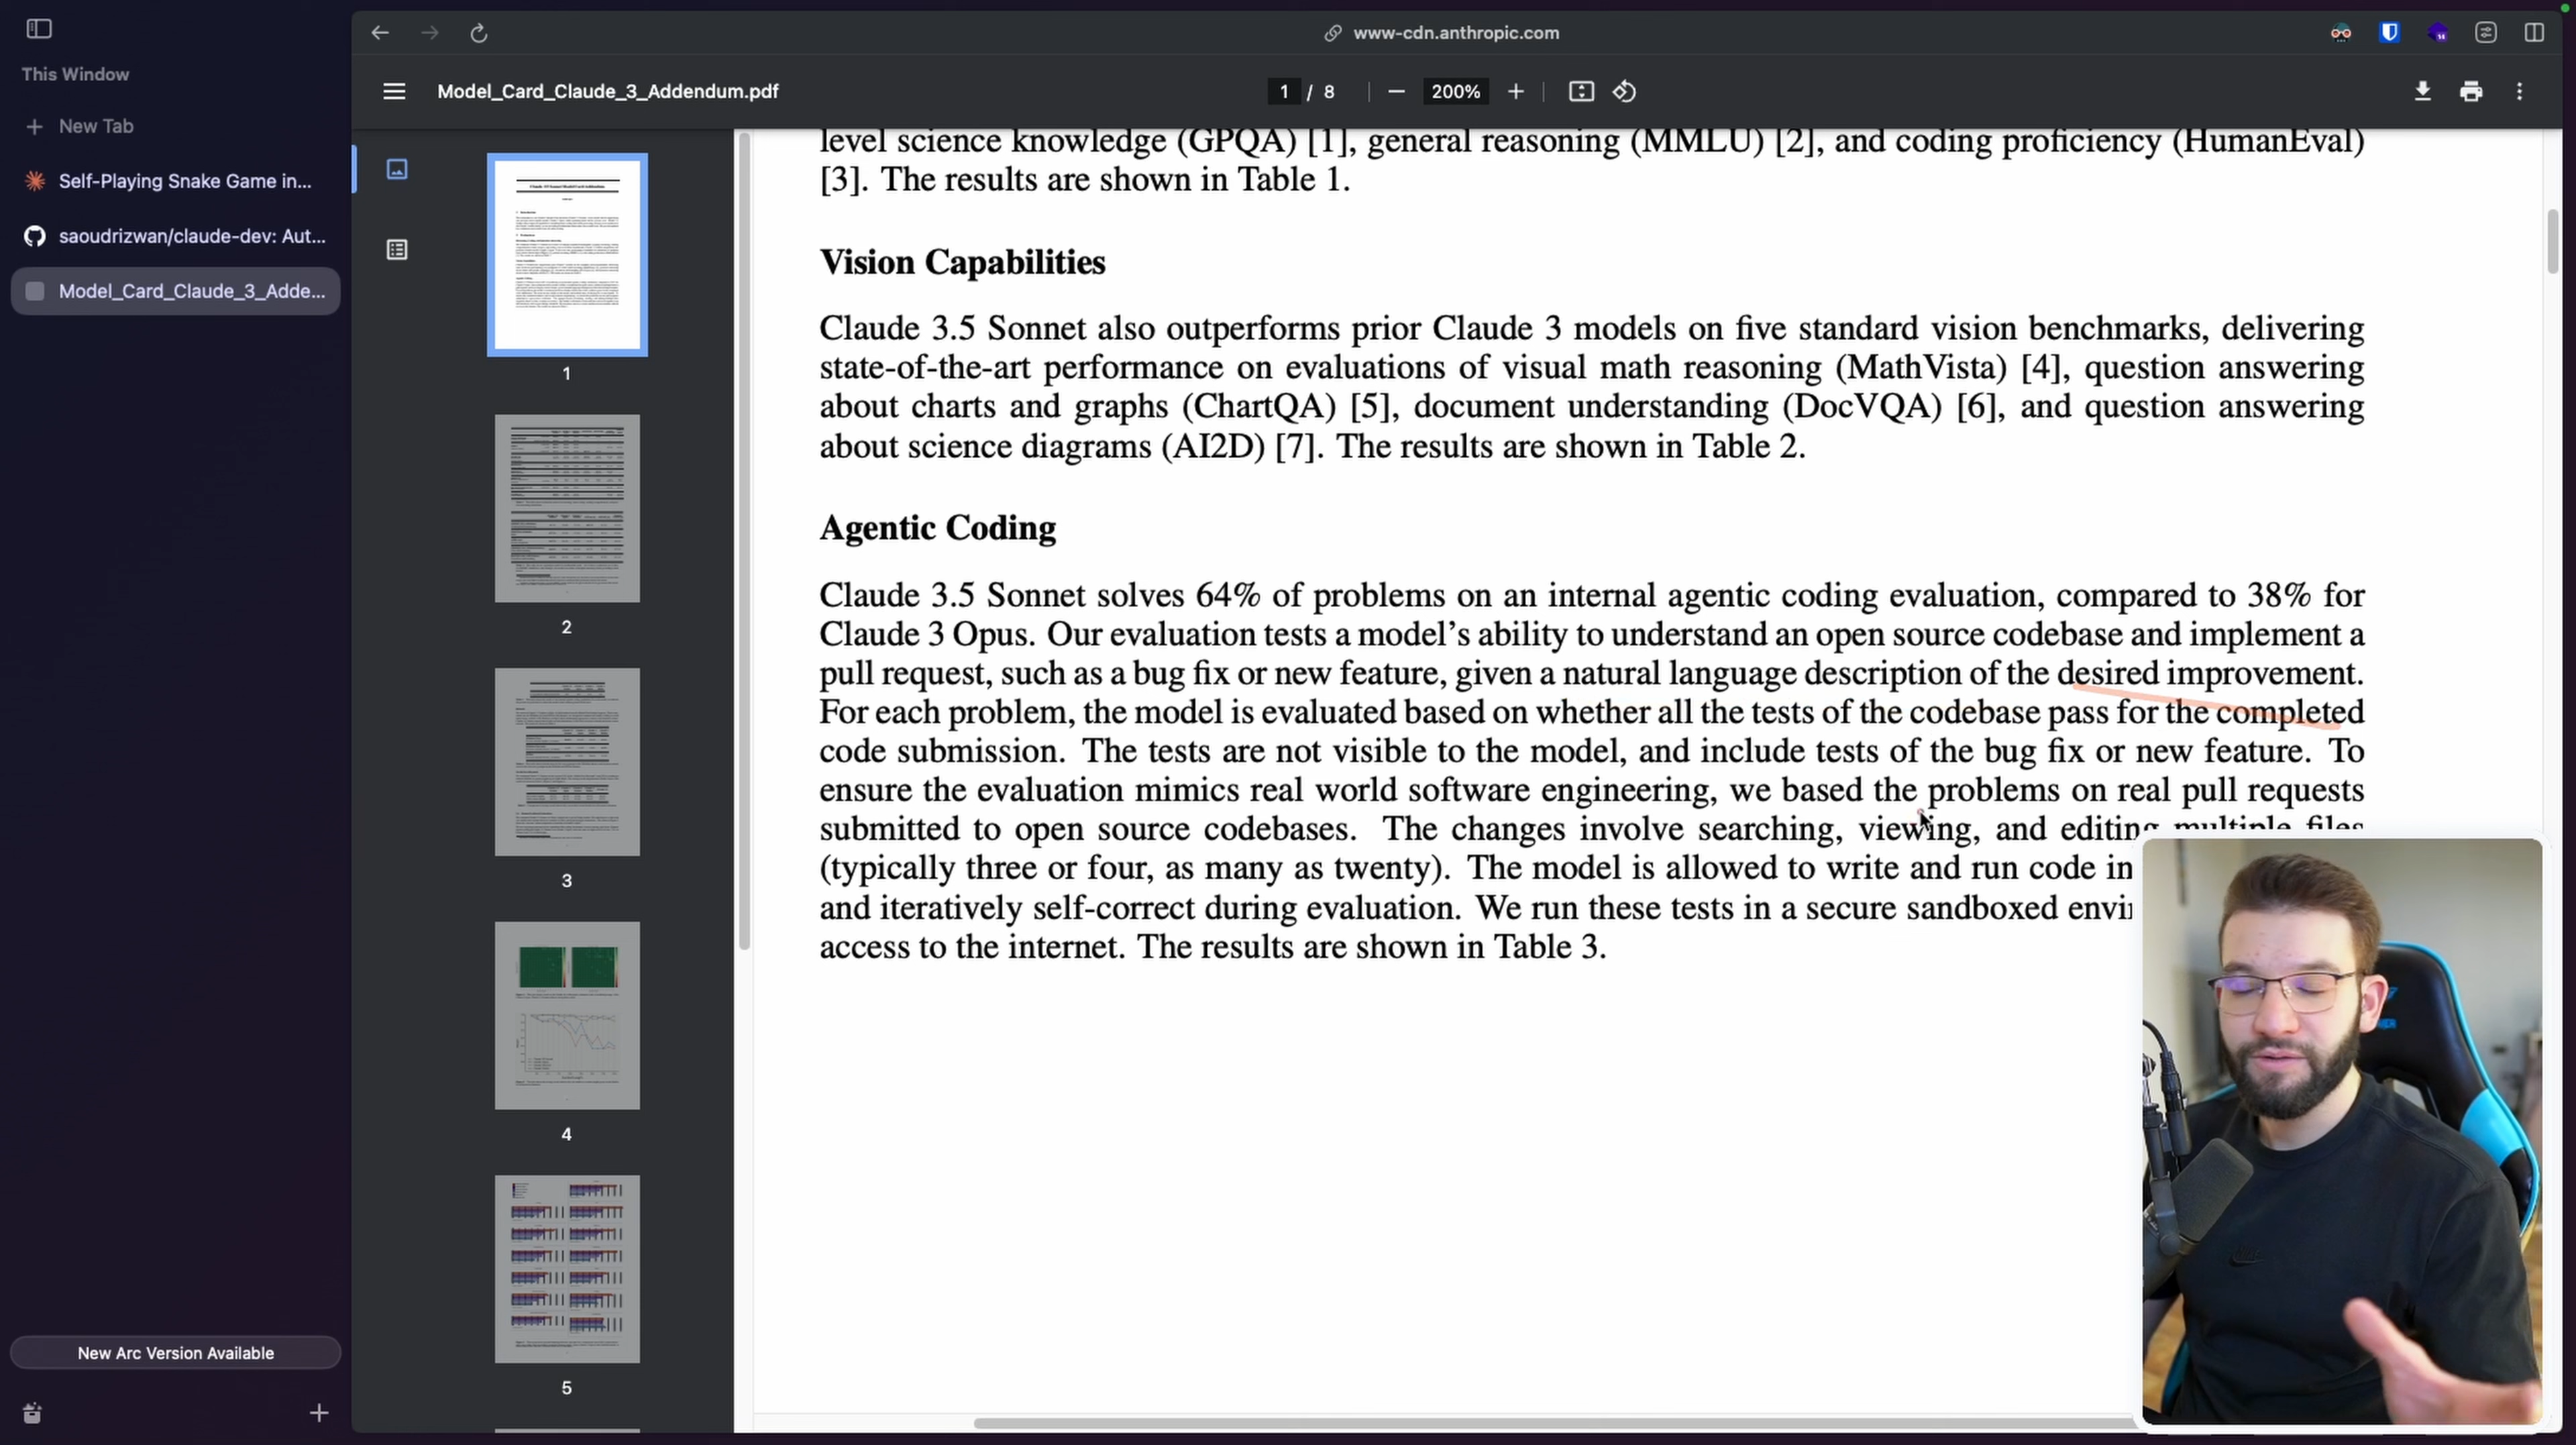 This Window
New Tab
Self-Playing Snake Game in...
saoudrizwan/claude-dev: Aut...
Model_Card_Claude_3_Adde...
New Arc Version Available
www-cdn.anthropic.com
Model_Card_Claude_3_Addendum.pdf
1 / 8
200%
1
2
3
4
5
level science knowledge (GPQA) [1], general reasoning (MMLU) [2], and coding proficiency (HumanEval)
[3]. The results are shown in Table 1.
Vision Capabilities
Claude 3.5 Sonnet also outperforms prior Claude 3 models on five standard vision benchmarks, delivering
state-of-the-art performance on evaluations of visual math reasoning (MathVista) [4], question answering
about charts and graphs (ChartQA) [5], document understanding (DocVQA) [6], and question answering
about science diagrams (AI2D) [7]. The results are shown in Table 2.
Agentic Coding
Claude 3.5 Sonnet solves 64% of problems on an internal agentic coding evaluation, compared to 38% for
Claude 3 Opus. Our evaluation tests a model's ability to understand an open source codebase and implement a
pull request, such as a bug fix or new feature, given a natural language description of the desired improvement.
For each problem, the model is evaluated based on whether all the tests of the codebase pass for the completed
code submission. The tests are not visible to the model, and include tests of the bug fix or new feature. To
ensure the evaluation mimics real world software engineering, we based the problems on real pull requests
submitted to open source codebases. The changes involve searching, viewing, and editing multiple files
(typically three or four, as many as twenty). The model is allowed to write and run code in
and iteratively self-correct during evaluation. We run these tests in a secure sandboxed envi
access to the internet. The results are shown in Table 3.